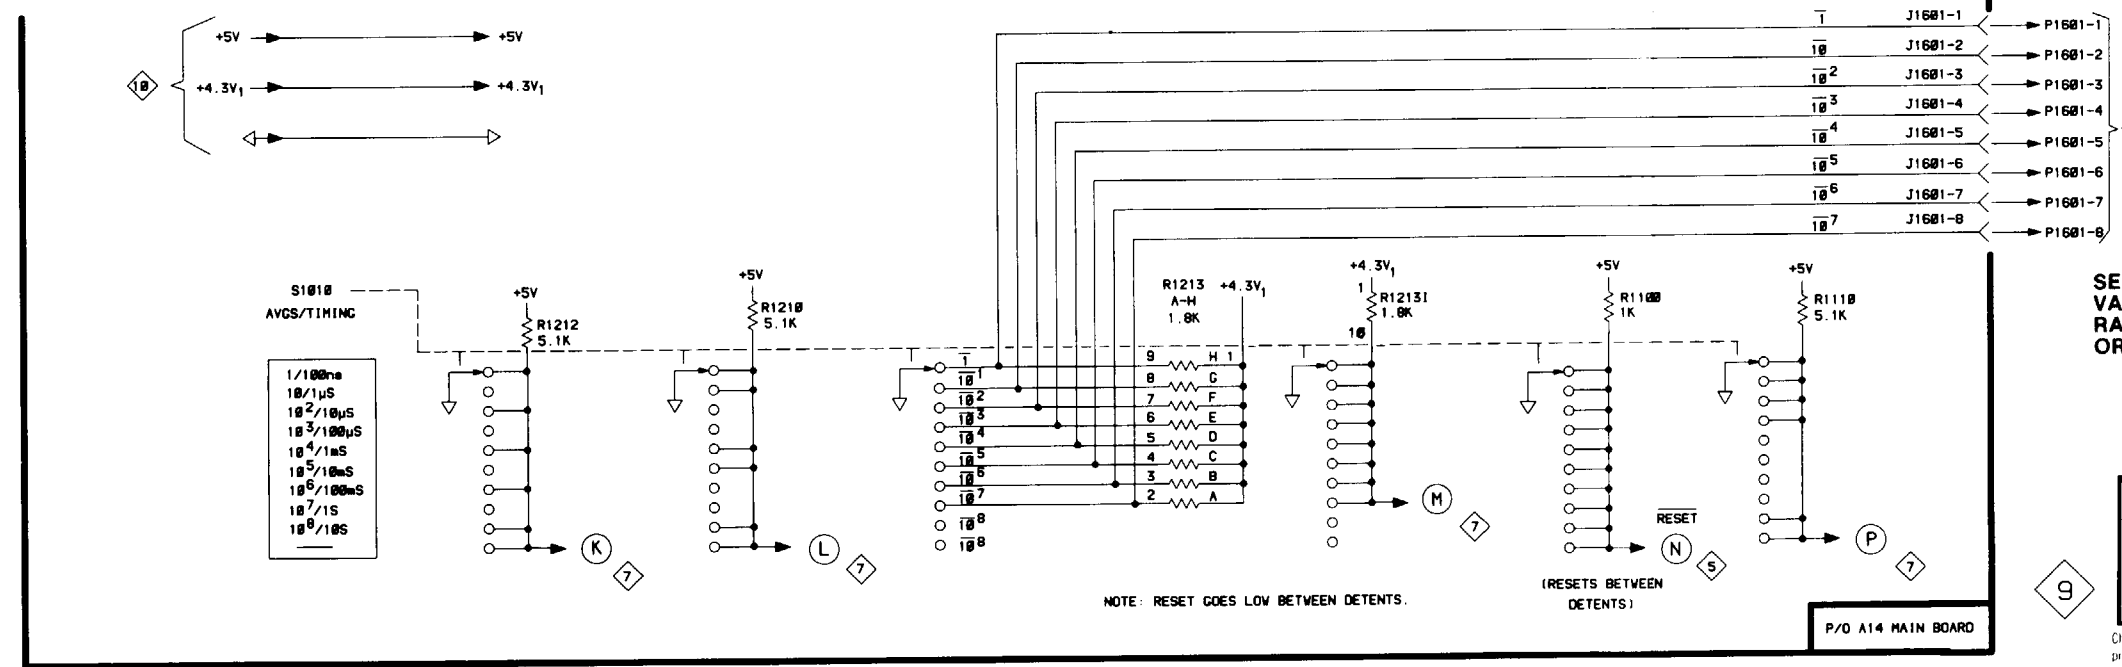 10
+5V +5V
+4.3V1 +4.3V1
1 J1601-1 P1601-1
10 J1601-2 P1601-2
10² J1601-3 P1601-3
10³ J1601-4 P1601-4
10⁴ J1601-5 P1601-5
10⁵ J1601-6 P1601-6
10⁶ J1601-7 P1601-7
10⁷ J1601-8 P1601-8
S1010
AVGS/TIMING
1/100ns
10/1µS
10²/10µS
10³/100µS
10⁴/1mS
10⁵/10mS
10⁶/100mS
10⁷/1S
10⁸/10S
+5V
R1212
5.1K
K
7
+5V
R1210
5.1K
L
7
1
10¹
10²
10³
10⁴
10⁵
10⁶
10⁷
10⁸
10⁸
R1213
A-H
1.8K
+4.3V1
9 H 1
8 G
7 F
6 E
5 D
4 C
3 B
2 A
+4.3V1
1
R1213I
1.8K
10
M
7
+5V
R1100
1K
RESET
N
5
(RESETS BETWEEN
DETENTS)
+5V
R1110
5.1K
P
7
NOTE: RESET GOES LOW BETWEEN DETENTS.
P/O A14 MAIN BOARD
9
SE
VA
RA
OR